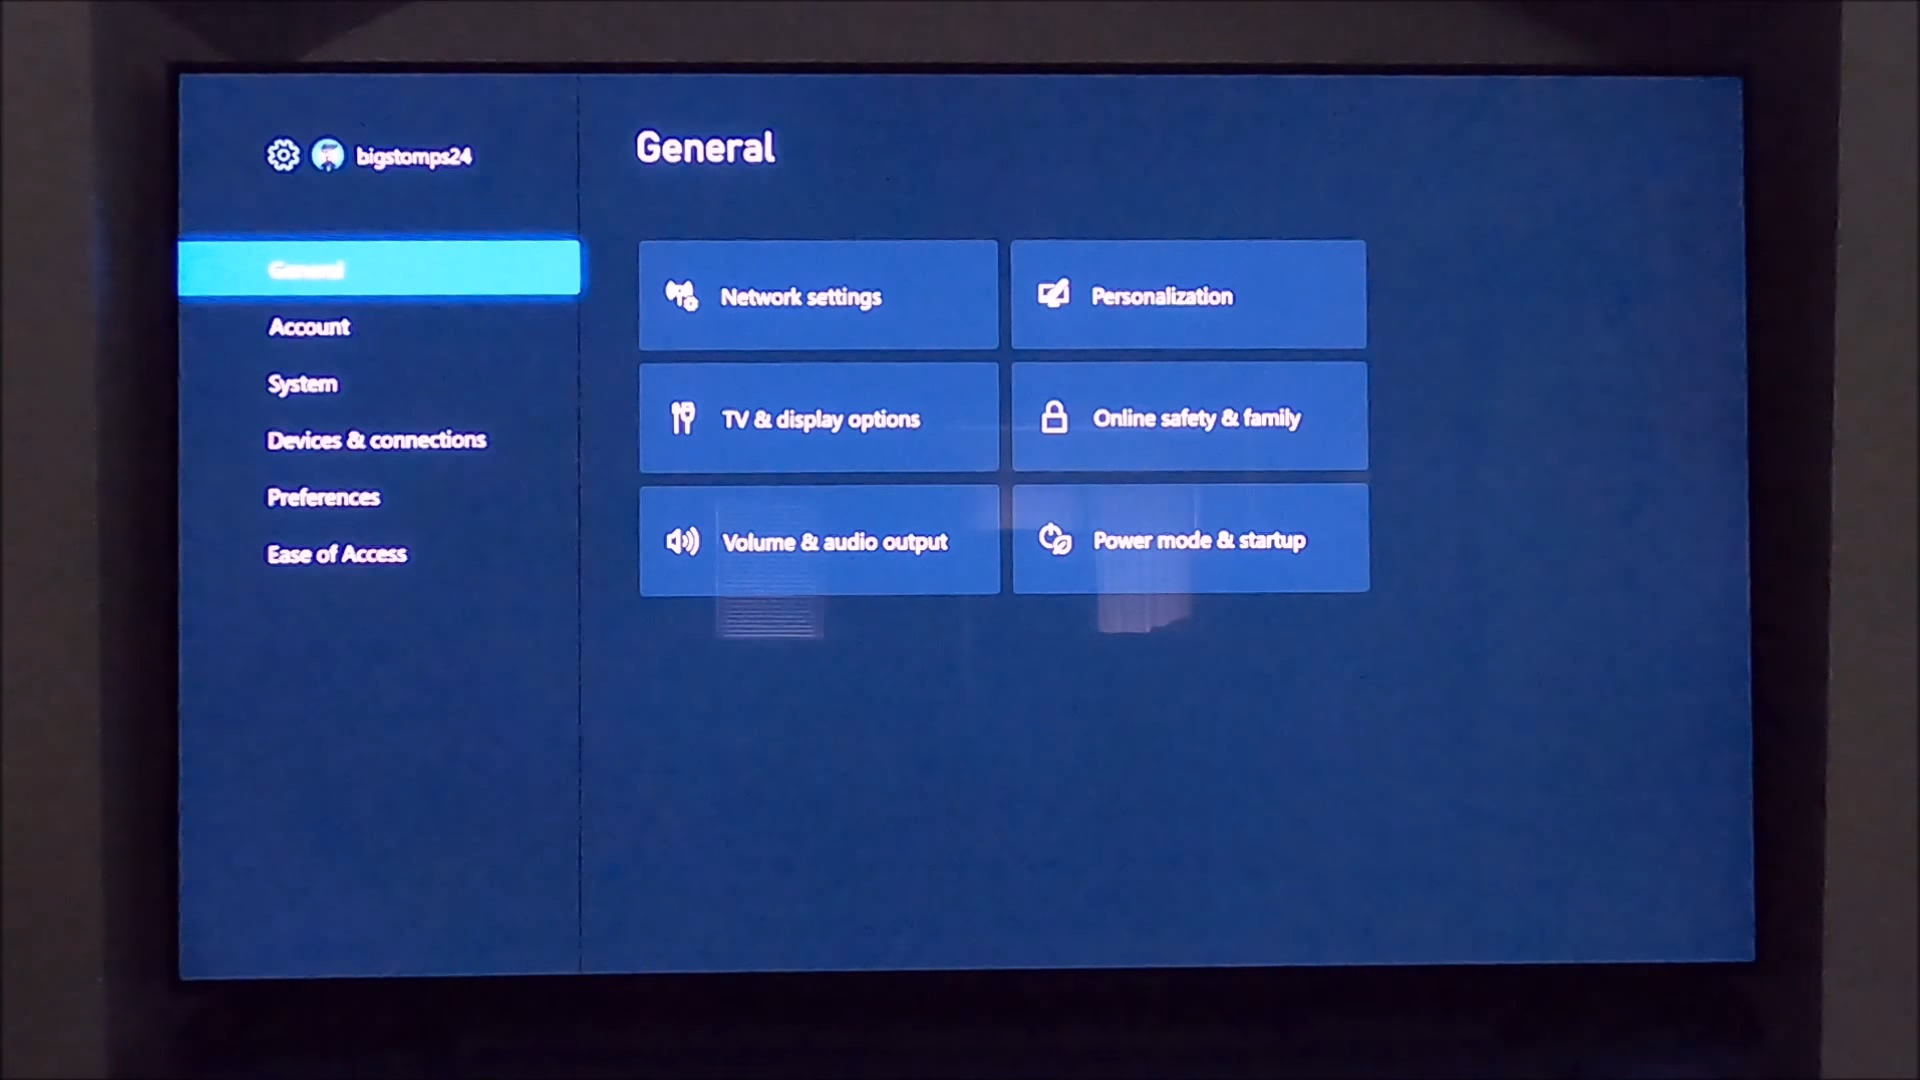 bigstomps24
General
General
Account
System
Devices & connections
Preferences
Ease of Access
Network settings
Personalization
TV & display options
Online safety & family
Volume & audio output
Power mode & startup